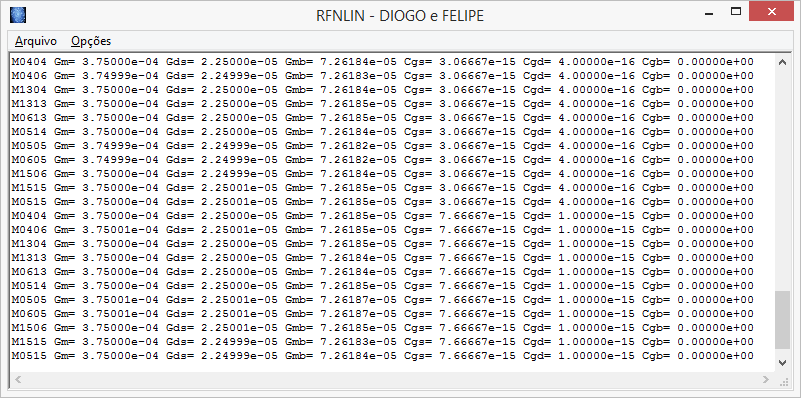 RFNLIN - DIOGO e FELIPE
Arquivo Opções
M0404 Gm= 3.75000e-04 Gds= 2.25000e-05 Gmb= 7.26184e-05 Cgs= 3.06667e-15 Cgd= 4.00000e-16 Cgb= 0.00000e+00
M0406 Gm= 3.74999e-04 Gds= 2.24999e-05 Gmb= 7.26183e-05 Cgs= 3.06667e-15 Cgd= 4.00000e-16 Cgb= 0.00000e+00
M1304 Gm= 3.75000e-04 Gds= 2.25000e-05 Gmb= 7.26184e-05 Cgs= 3.06667e-15 Cgd= 4.00000e-16 Cgb= 0.00000e+00
M1313 Gm= 3.75000e-04 Gds= 2.25000e-05 Gmb= 7.26185e-05 Cgs= 3.06667e-15 Cgd= 4.00000e-16 Cgb= 0.00000e+00
M0613 Gm= 3.75000e-04 Gds= 2.25000e-05 Gmb= 7.26185e-05 Cgs= 3.06667e-15 Cgd= 4.00000e-16 Cgb= 0.00000e+00
M0514 Gm= 3.75000e-04 Gds= 2.25000e-05 Gmb= 7.26184e-05 Cgs= 3.06667e-15 Cgd= 4.00000e-16 Cgb= 0.00000e+00
M0505 Gm= 3.74999e-04 Gds= 2.24999e-05 Gmb= 7.26182e-05 Cgs= 3.06667e-15 Cgd= 4.00000e-16 Cgb= 0.00000e+00
M0605 Gm= 3.74999e-04 Gds= 2.24999e-05 Gmb= 7.26182e-05 Cgs= 3.06667e-15 Cgd= 4.00000e-16 Cgb= 0.00000e+00
M1506 Gm= 3.75000e-04 Gds= 2.24999e-05 Gmb= 7.26184e-05 Cgs= 3.06667e-15 Cgd= 4.00000e-16 Cgb= 0.00000e+00
M1515 Gm= 3.75000e-04 Gds= 2.25001e-05 Gmb= 7.26185e-05 Cgs= 3.06667e-15 Cgd= 4.00000e-16 Cgb= 0.00000e+00
M0515 Gm= 3.75000e-04 Gds= 2.25001e-05 Gmb= 7.26185e-05 Cgs= 3.06667e-15 Cgd= 4.00000e-16 Cgb= 0.00000e+00
M0404 Gm= 3.75001e-04 Gds= 2.25000e-05 Gmb= 7.26185e-05 Cgs= 7.66667e-15 Cgd= 1.00000e-15 Cgb= 0.00000e+00
M0406 Gm= 3.75001e-04 Gds= 2.25001e-05 Gmb= 7.26186e-05 Cgs= 7.66667e-15 Cgd= 1.00000e-15 Cgb= 0.00000e+00
M1304 Gm= 3.75000e-04 Gds= 2.25000e-05 Gmb= 7.26185e-05 Cgs= 7.66667e-15 Cgd= 1.00000e-15 Cgb= 0.00000e+00
M1313 Gm= 3.75000e-04 Gds= 2.25000e-05 Gmb= 7.26184e-05 Cgs= 7.66667e-15 Cgd= 1.00000e-15 Cgb= 0.00000e+00
M0613 Gm= 3.75000e-04 Gds= 2.25000e-05 Gmb= 7.26184e-05 Cgs= 7.66667e-15 Cgd= 1.00000e-15 Cgb= 0.00000e+00
M0514 Gm= 3.75000e-04 Gds= 2.25000e-05 Gmb= 7.26185e-05 Cgs= 7.66667e-15 Cgd= 1.00000e-15 Cgb= 0.00000e+00
M0505 Gm= 3.75001e-04 Gds= 2.25001e-05 Gmb= 7.26187e-05 Cgs= 7.66667e-15 Cgd= 1.00000e-15 Cgb= 0.00000e+00
M0605 Gm= 3.75001e-04 Gds= 2.25001e-05 Gmb= 7.26187e-05 Cgs= 7.66667e-15 Cgd= 1.00000e-15 Cgb= 0.00000e+00
M1506 Gm= 3.75000e-04 Gds= 2.25001e-05 Gmb= 7.26185e-05 Cgs= 7.66667e-15 Cgd= 1.00000e-15 Cgb= 0.00000e+00
M1515 Gm= 3.75000e-04 Gds= 2.24999e-05 Gmb= 7.26183e-05 Cgs= 7.66667e-15 Cgd= 1.00000e-15 Cgb= 0.00000e+00
M0515 Gm= 3.75000e-04 Gds= 2.24999e-05 Gmb= 7.26184e-05 Cgs= 7.66667e-15 Cgd= 1.00000e-15 Cgb= 0.00000e+00